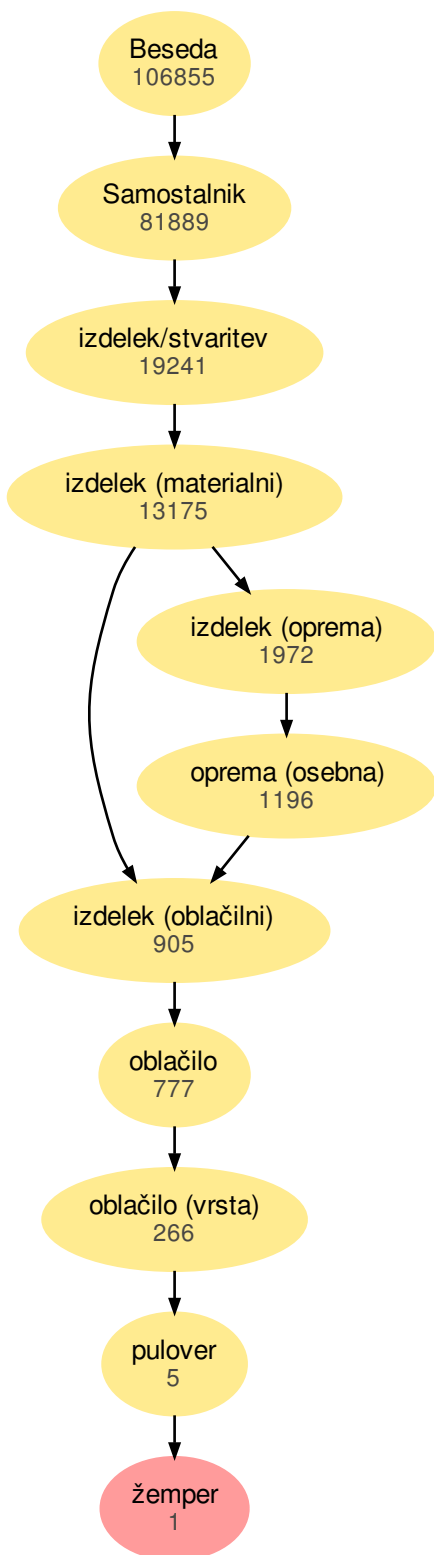 Beseda
106855
Samostalnik
81889
izdelek/stvaritev
19241
izdelek (materialni)
13175
izdelek (oprema)
1972
oprema (osebna)
1196
izdelek (oblačilni)
905
oblačilo
777
oblačilo (vrsta)
266
pulover
5
žemper
1